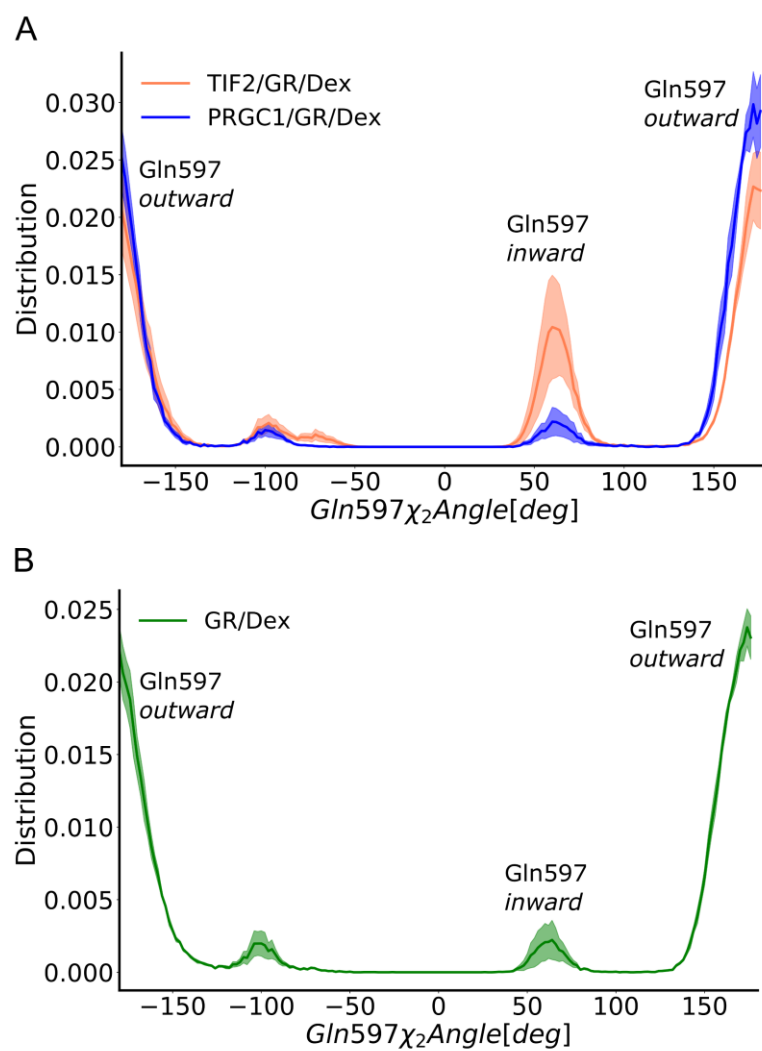 A
TIF2/GR/Dex
PRGC1/GR/Dex
Gln597
outward
Gln597
outward
Gln597
inward
0.030
0.025
0.020
0.015
0.010
0.005
0.000
Distribution
−150 −100 −50 0 50 100 150
Gln597χ₂Angle[deg]
B
GR/Dex
Gln597
outward
Gln597
outward
Gln597
inward
0.025
0.020
0.015
0.010
0.005
0.000
Distribution
−150 −100 −50 0 50 100 150
Gln597χ₂Angle[deg]